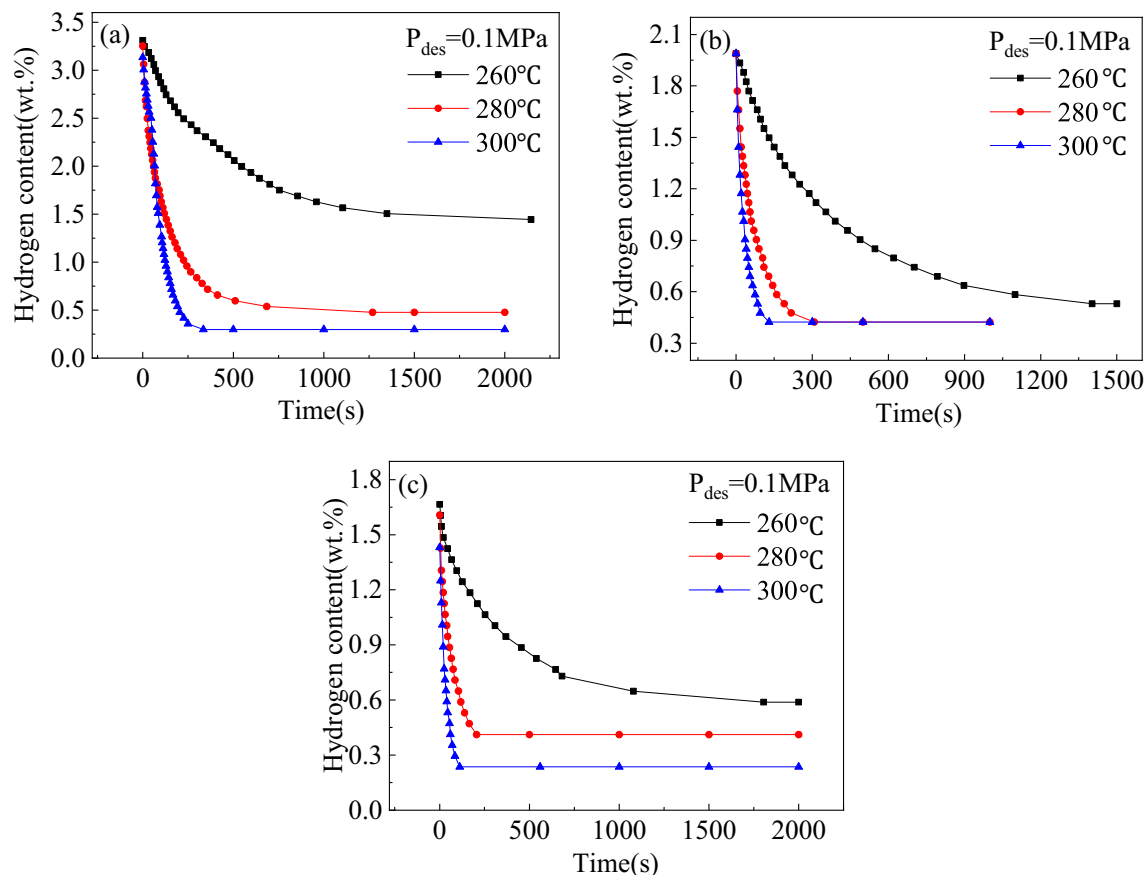 (a)
P_des=0.1MPa
260℃
280℃
300℃
Hydrogen content(wt.%)
3.5
3.0
2.5
2.0
1.5
1.0
0.5
0.0
0 500 1000 1500 2000
Time(s)
(b)
P_des=0.1MPa
260℃
280℃
300℃
Hydrogen content(wt.%)
2.1
1.8
1.5
1.2
0.9
0.6
0.3
0 300 600 900 1200 1500
Time(s)
(c)
P_des=0.1MPa
260℃
280℃
300℃
Hydrogen content(wt.%)
1.8
1.5
1.2
0.9
0.6
0.3
0.0
0 500 1000 1500 2000
Time(s)